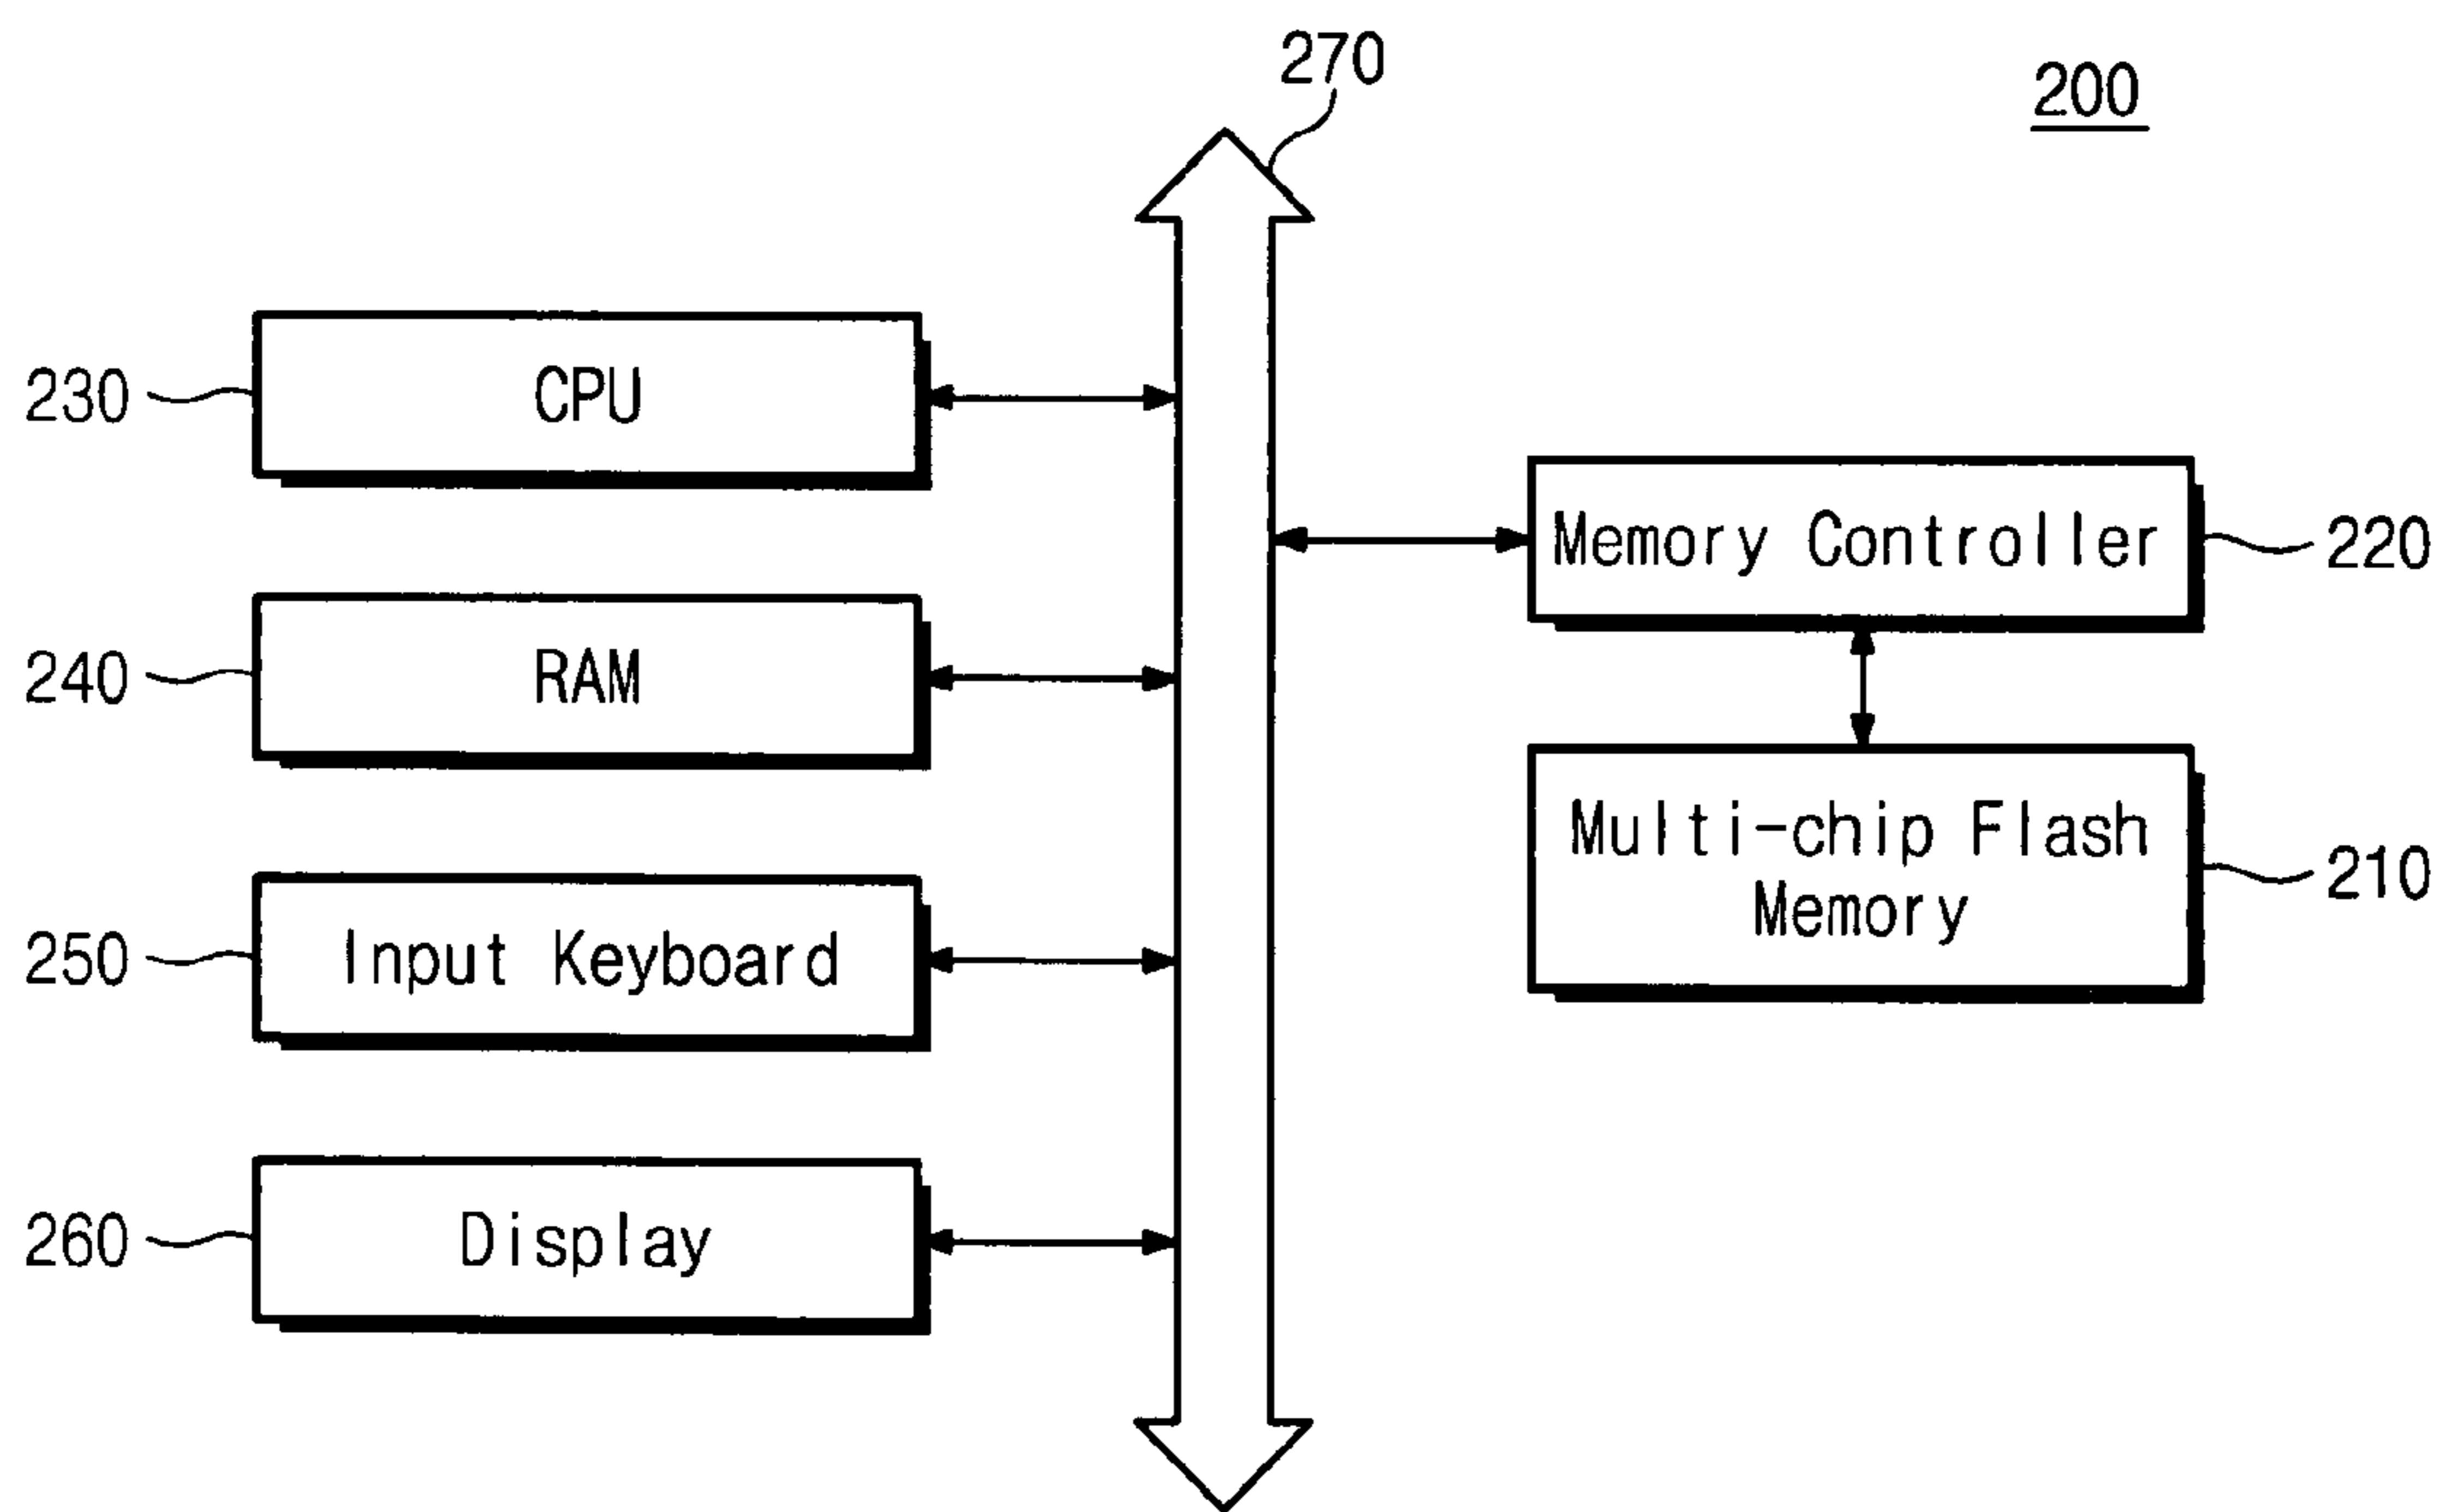 270
200
230
CPU
Memory Controller
220
240
RAM
Multi-chip Flash
Memory
210
250
Input Keyboard
260
Display